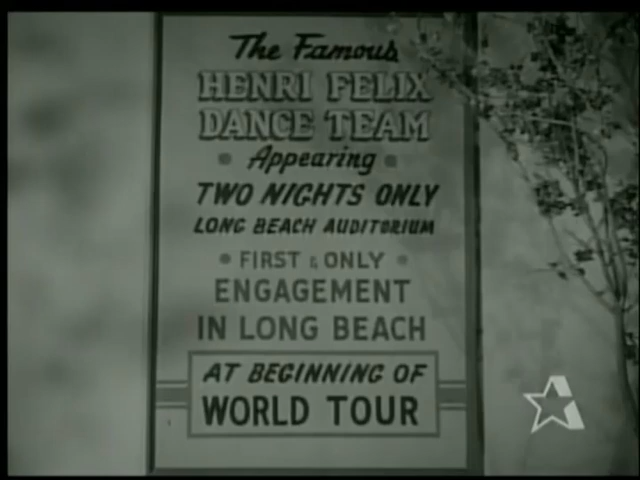 The Famous
HENRI FELIX
DANCE TEAM
Appearing
TWO NIGHTS ONLY
LONG BEACH AUDITORIUM
FIRST & ONLY
ENGAGEMENT
IN LONG BEACH
AT BEGINNING OF
WORLD TOUR